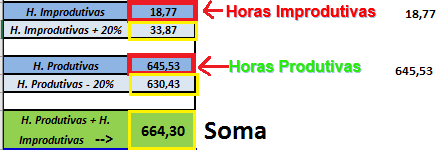 H. Improdutivas 18,77 Horas Improdutivas 18,77
H. Improdutivas + 20% 33,87
H. Produtivas 645,53 Horas Produtivas 645,53
H. Produtivas - 20% 630,43
H. Produtivas + H.
Improdutivas --> 664,30 Soma